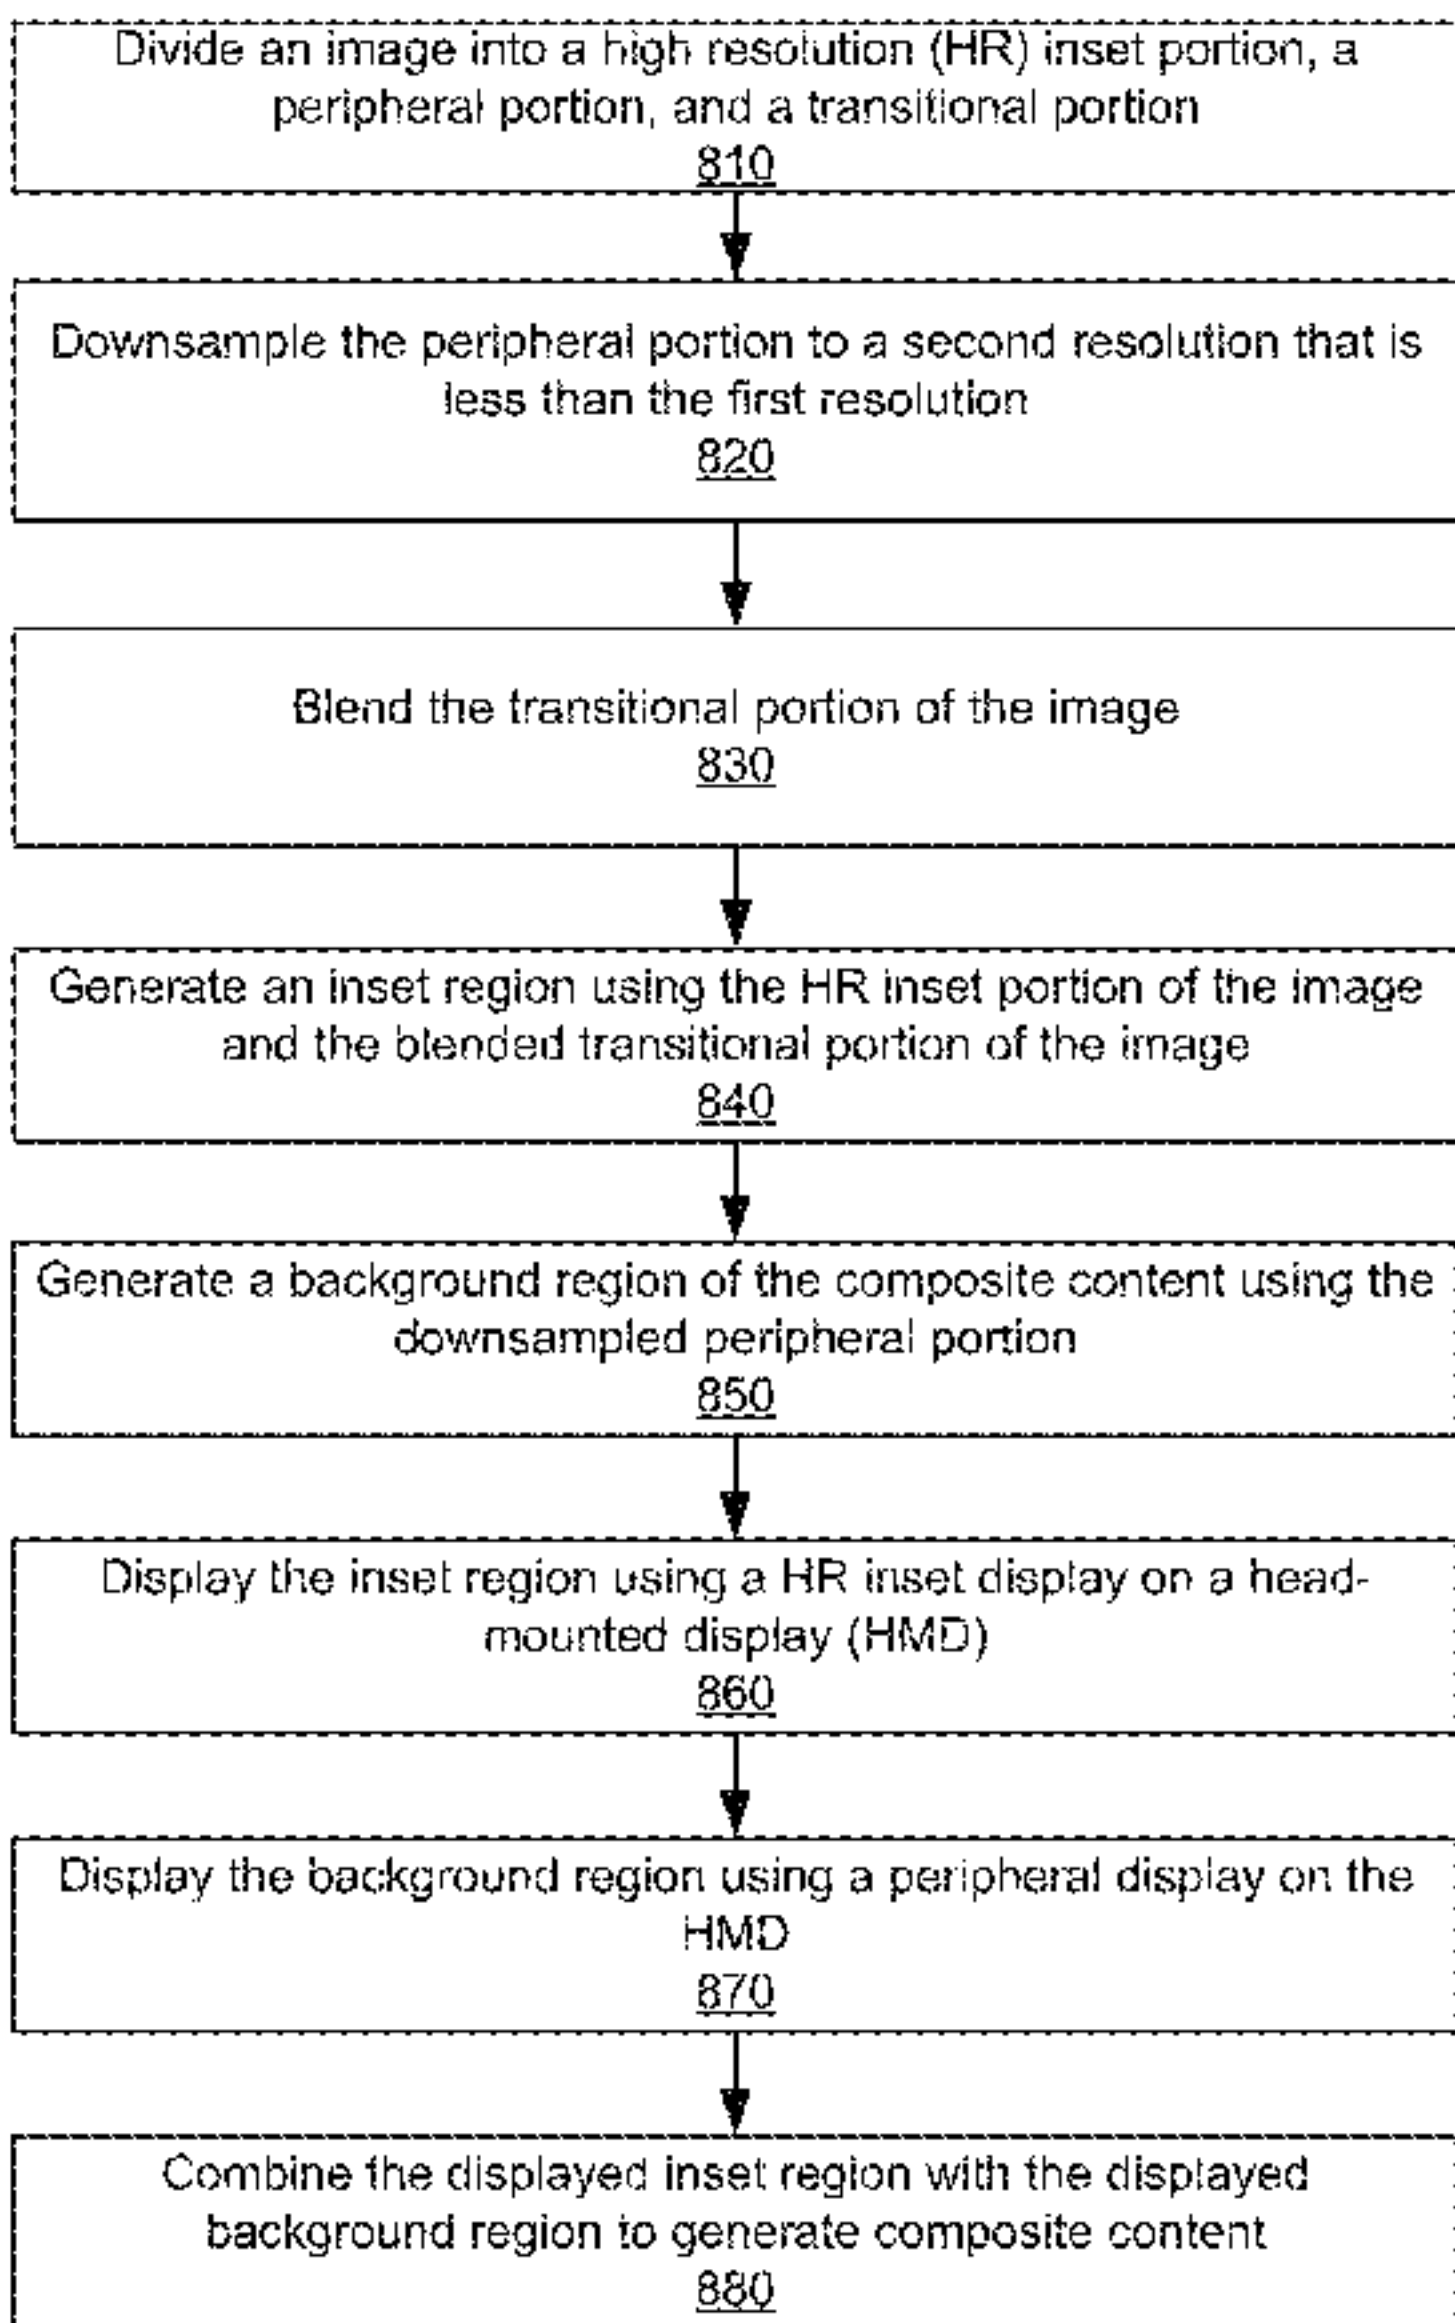 Divide an image into a high resolution (HR) inset portion, a
peripheral portion, and a transitional portion
810
Downsample the peripheral portion to a second resolution that is
less than the first resolution
820
Blend the transitional portion of the image
830
Generate an inset region using the HR inset portion of the image
and the blended transitional portion of the image
840
Generate a background region of the composite content using the
downsampled peripheral portion
850
Display the inset region using a HR inset display on a head-
mounted display (HMD)
860
Display the background region using a peripheral display on the
HMD
870
Combine the displayed inset region with the displayed
background region to generate composite content
880